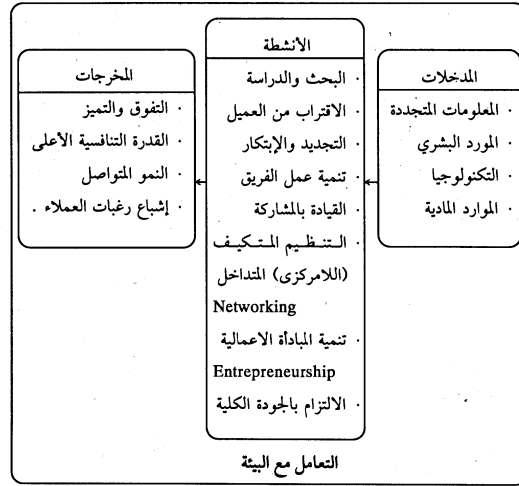 المدخلات
· المعلومات المتجددة
· المورد البشري
· التكنولوجيا
· الموارد المادية
الأنشطة
· البحث والدراسة
· الاقتراب من العميل
· التجديد والإبتكار
· تنمية عمل الفريق
· القيادة بالمشاركة
· التنظيم المتكيف
(اللامركزى) المتداخل
Networking
· تنمية المبادأة الاعمالية
Entrepreneurship
· الالتزام بالجودة الكلية
المخرجات
· التفوق والتميز
· القدرة التنافسية الأعلى
· النمو المتواصل
· إشباع رغبات العملاء .
التعامل مع البيئة